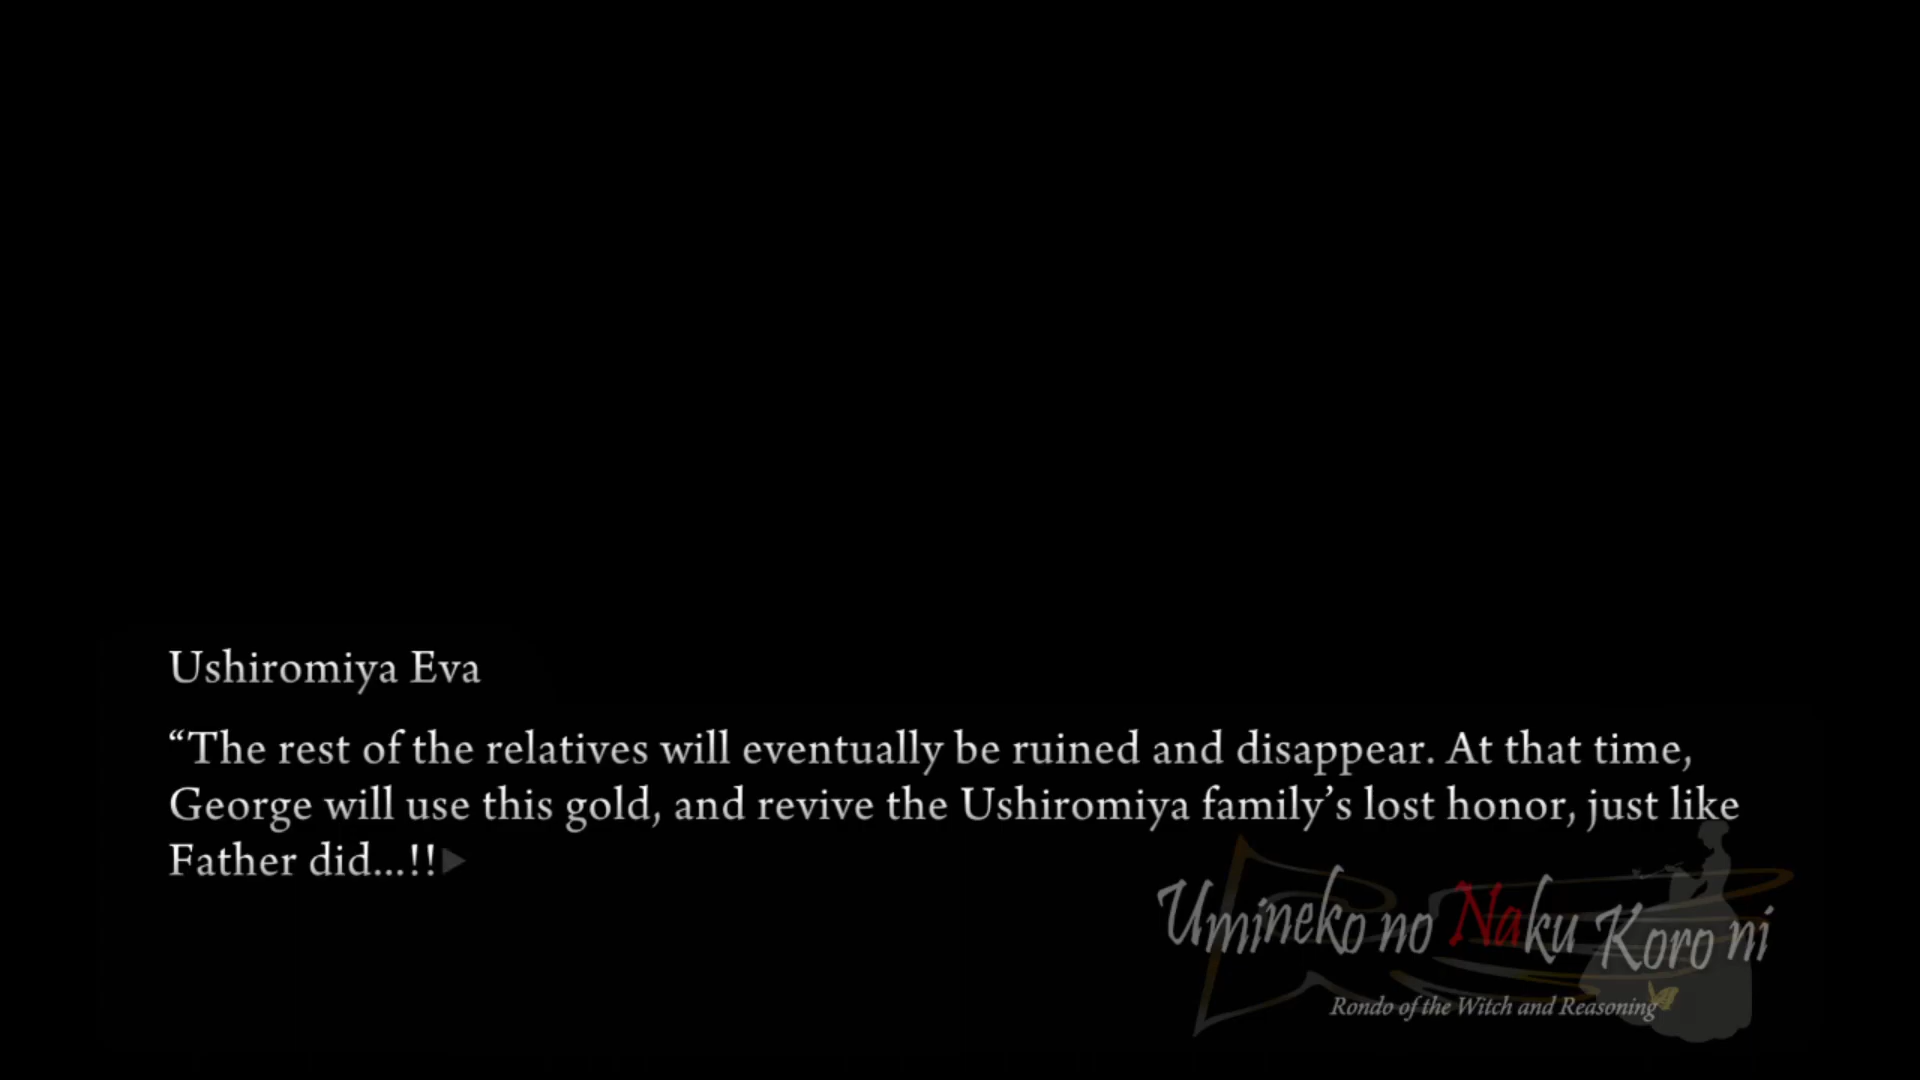 Ushiromiya Eva
“The rest of the relatives will eventually be ruined and disappear. At that time,
George will use this gold, and revive the Ushiromiya family’s lost honor, just like
Father did...!!
Umineko no Naku Koro ni
Rondo of the Witch and Reasoning